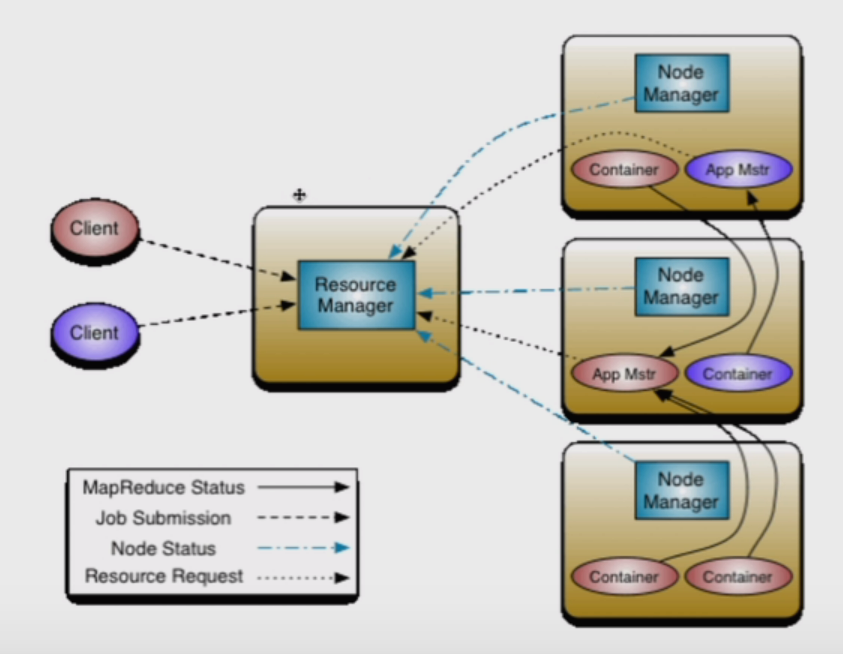 Client
Client
Resource
Manager
Node
Manager
Container
App Mstr
Node
Manager
App Mstr
Container
Node
Manager
Container
Container
MapReduce Status
Job Submission
Node Status
Resource Request